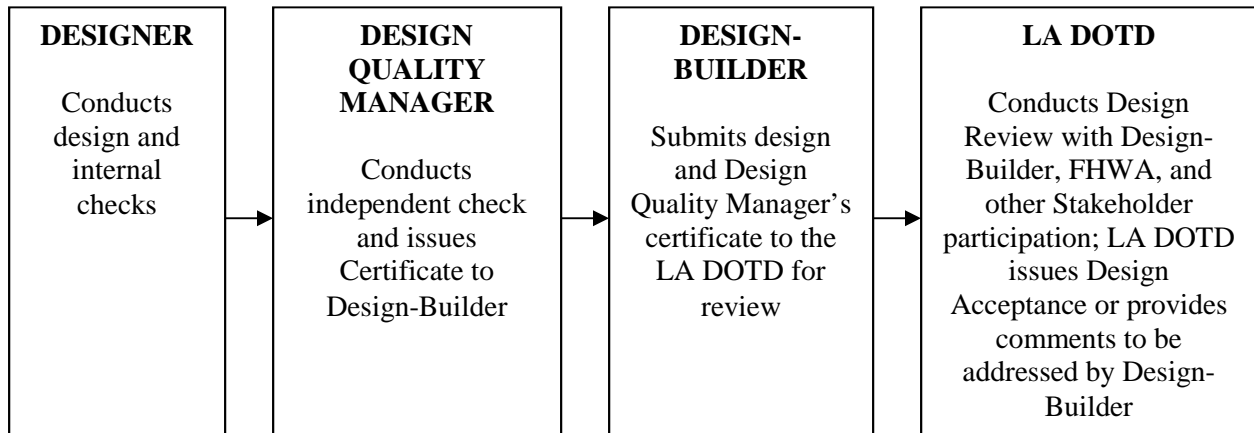 DESIGNER
Conducts
design and
internal
checks
DESIGN
QUALITY
MANAGER
Conducts
independent check
and issues
Certificate to
Design-Builder
DESIGN-
BUILDER
Submits design
and Design
Quality Manager’s
certificate to the
LA DOTD for
review
LA DOTD
Conducts Design
Review with Design-
Builder, FHWA, and
other Stakeholder
participation; LA DOTD
issues Design
Acceptance or provides
comments to be
addressed by Design-
Builder